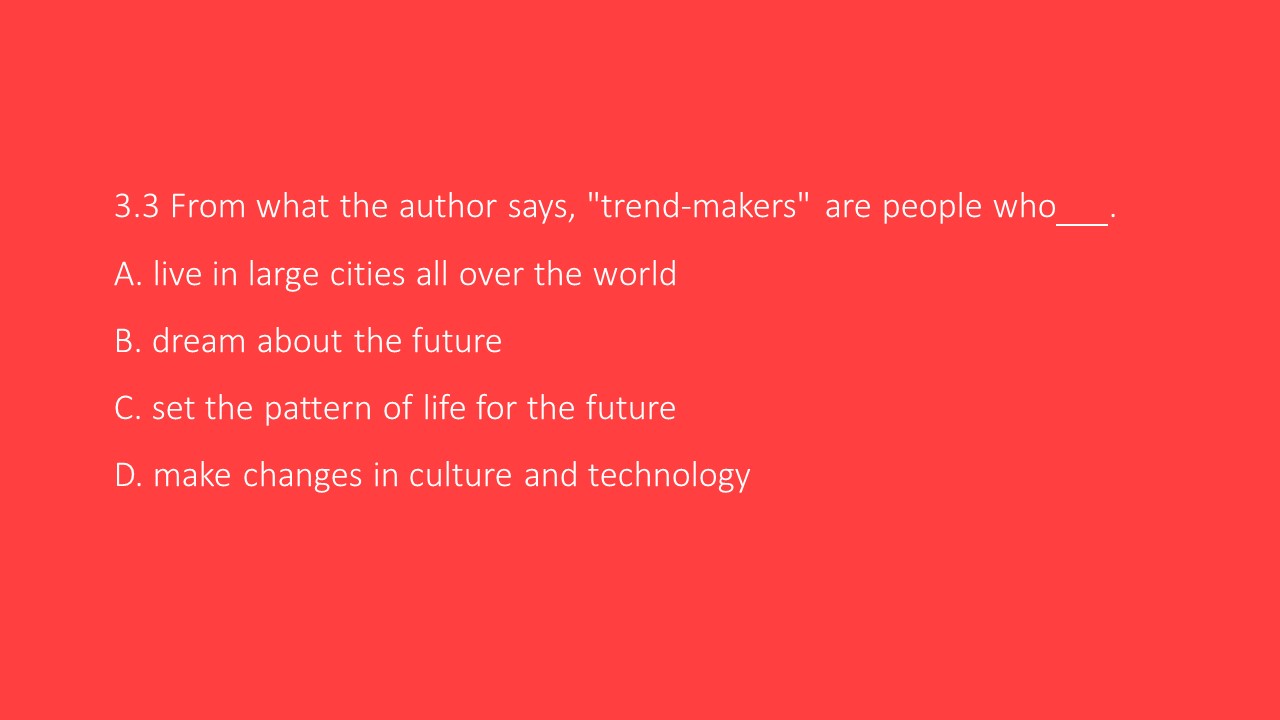 3.3 From what the author says, "trend-makers" are people who___.
A. live in large cities all over the world
B. dream about the future
C. set the pattern of life for the future
D. make changes in culture and technology